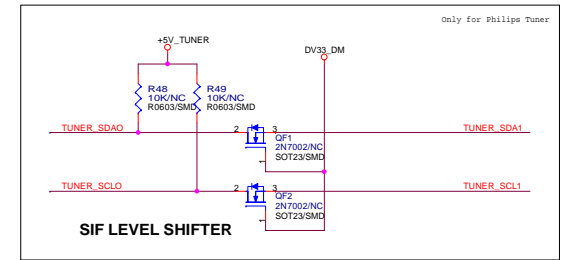 Only for Philips Tuner
+5V_TUNER
DV33_DM
R48
10K/NC
R0603/SMD
R49
10K/NC
R0603/SMD
TUNER_SDAO
2
3
TUNER_SDA1
QF1
2N7002/NC
SOT23/SMD
1
TUNER_SCLO
2
3
TUNER_SCL1
QF2
2N7002/NC
SOT23/SMD
1
SIF LEVEL SHIFTER